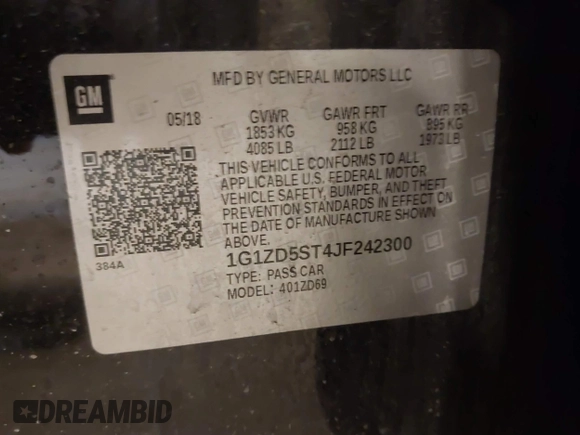 GM
MFD BY GENERAL MOTORS LLC
05/18 GVWR GAWR FRT GAWR RR
1853 KG 958 KG 895 KG
4085 LB 2112 LB 1973 LB
THIS VEHICLE CONFORMS TO ALL
APPLICABLE U.S. FEDERAL MOTOR
VEHICLE SAFETY, BUMPER, AND THEFT
PREVENTION STANDARDS IN EFFECT ON
THE DATE OF MANUFACTURE SHOWN
ABOVE.
384A
1G1ZD5ST4JF242300
TYPE: PASS CAR
MODEL: 401ZD69
DREAMBID